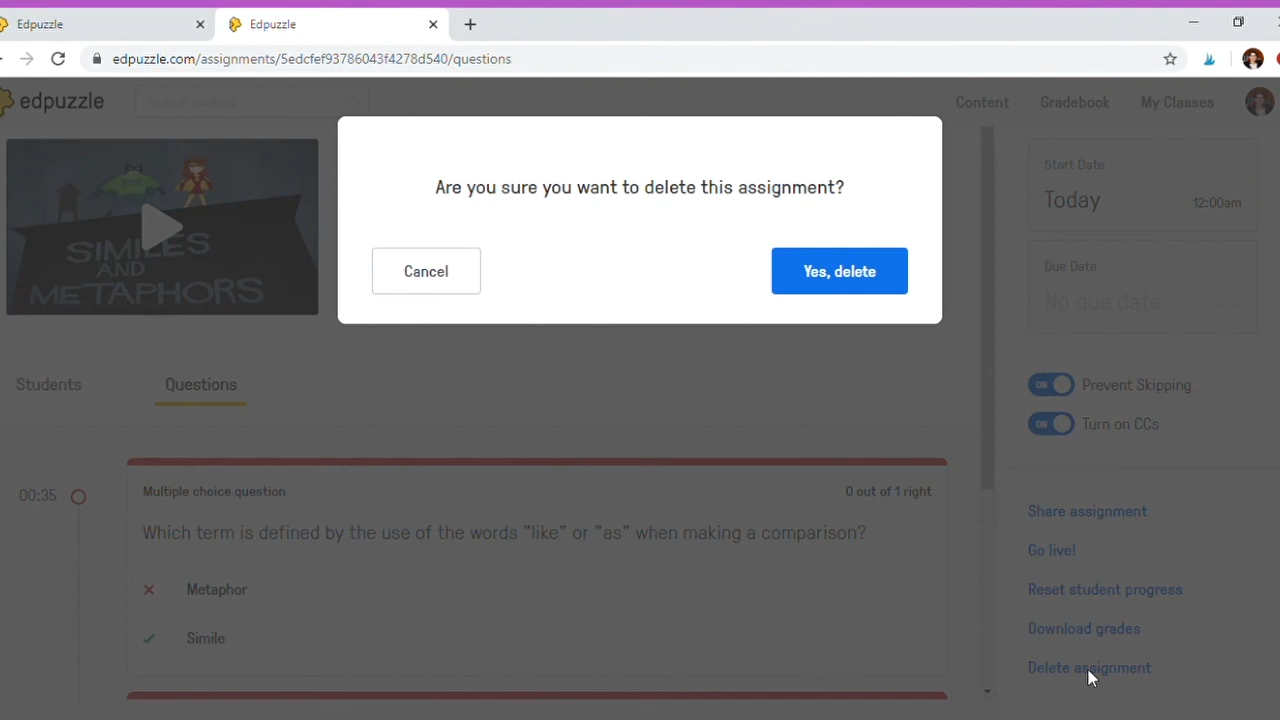 Edpuzzle
Edpuzzle
edpuzzle.com/assignments/5edcfef93786043f4278d540/questions
edpuzzle
Search content
Content
Gradebook
My Classes
Are you sure you want to delete this assignment?
Cancel
Yes, delete
SIMILES
AND
METAPHORS
Start Date
Today
12:00am
Due Date
No due date
Students
Questions
ON
Prevent Skipping
ON
Turn on CCs
00:35
Multiple choice question
0 out of 1 right
Which term is defined by the use of the words "like" or "as" when making a comparison?
Metaphor
Simile
Share assignment
Go live!
Reset student progress
Download grades
Delete assignment